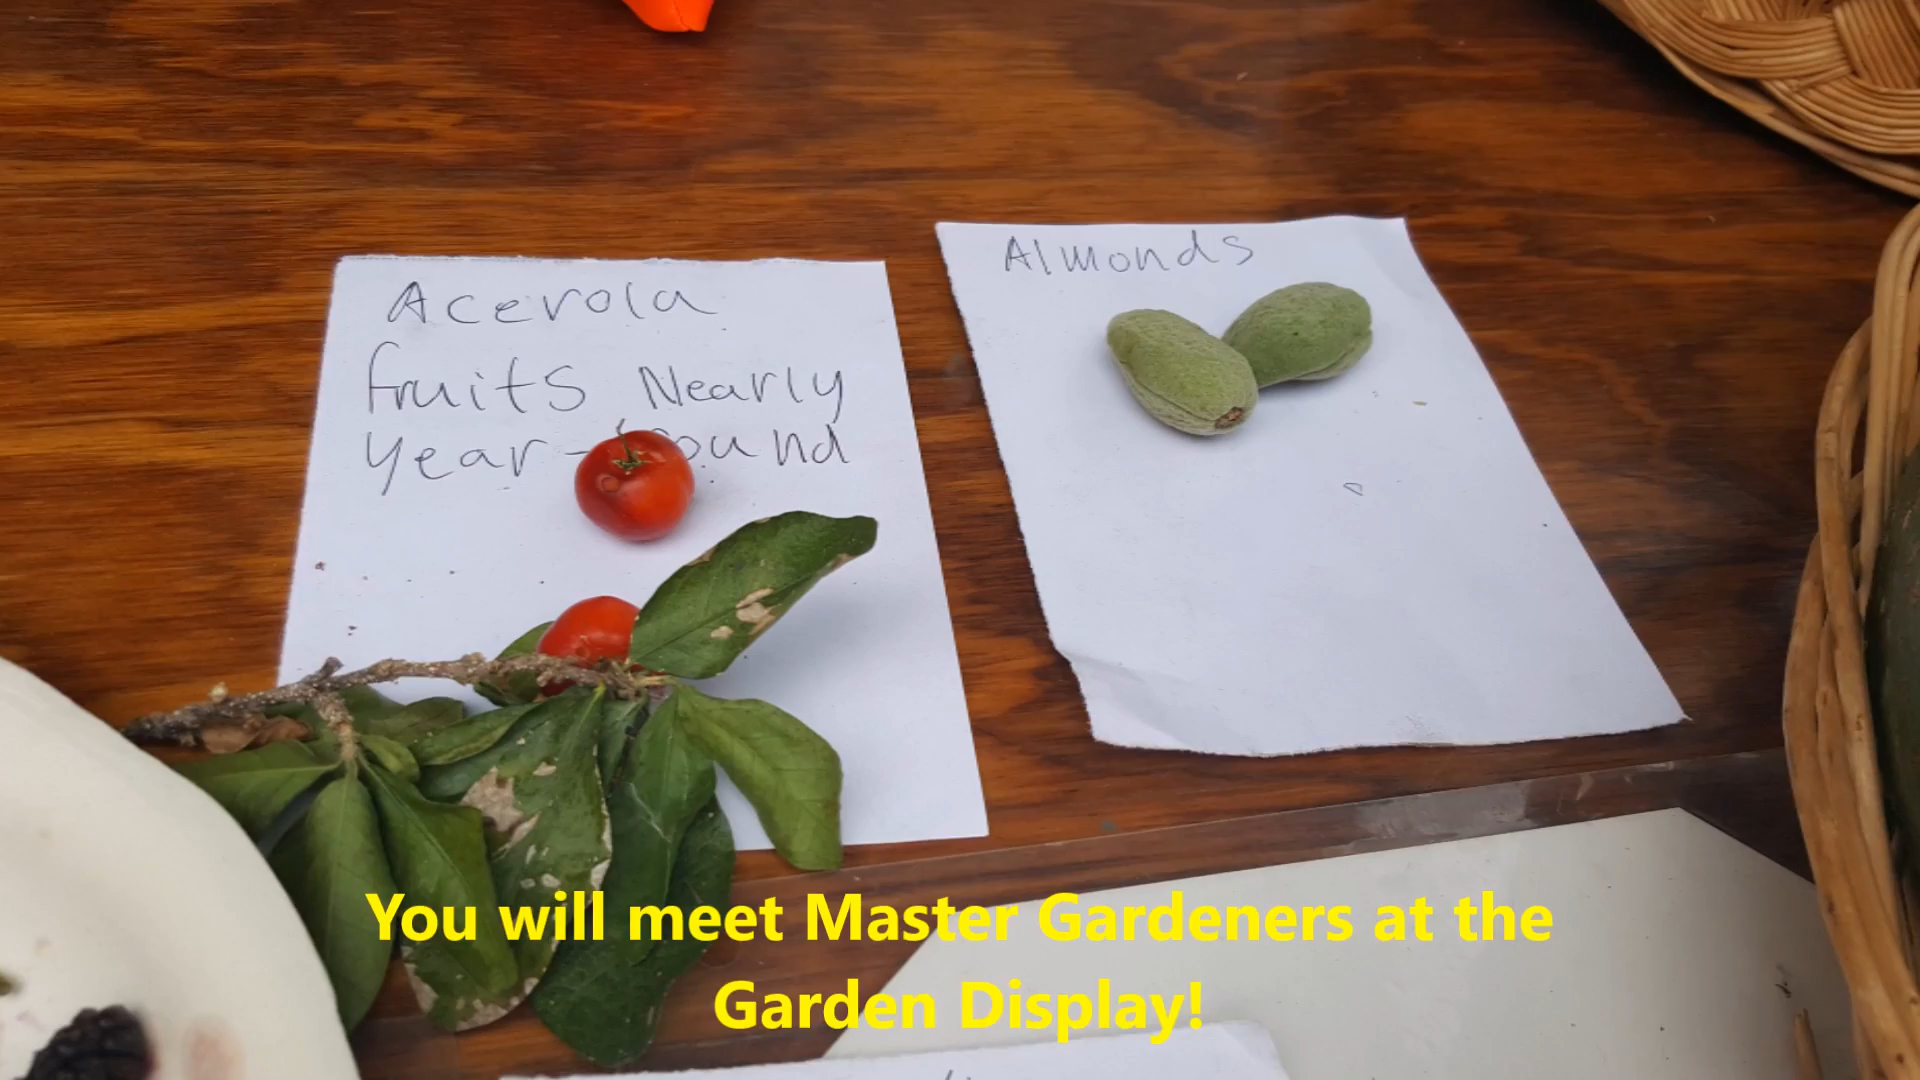 Acerola
fruits Nearly
year-round
Almonds
You will meet Master Gardeners at the
Garden Display!